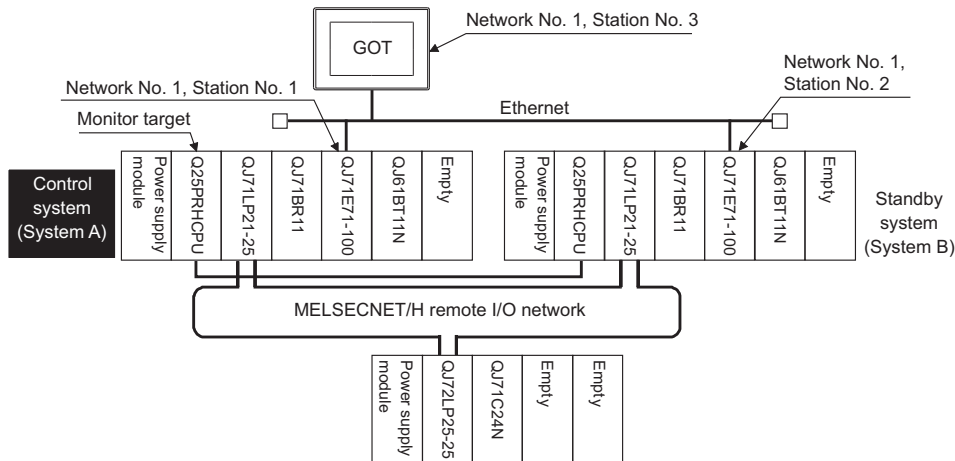 Network No. 1, Station No. 3
GOT
Network No. 1,
Station No. 2
Network No. 1, Station No. 1
Ethernet
Monitor target
Control
system
(System A)
Power supply
module
Q25PRHCPU
QJ71LP21-25
QJ71BR11
QJ71E71-100
QJ61BT11N
Empty
Power supply
module
Q25PRHCPU
QJ71LP21-25
QJ71BR11
QJ71E71-100
QJ61BT11N
Empty
Standby
system
(System B)
MELSECNET/H remote I/O network
Power supply
module
QJ72LP25-25
QJ71C24N
Empty
Empty